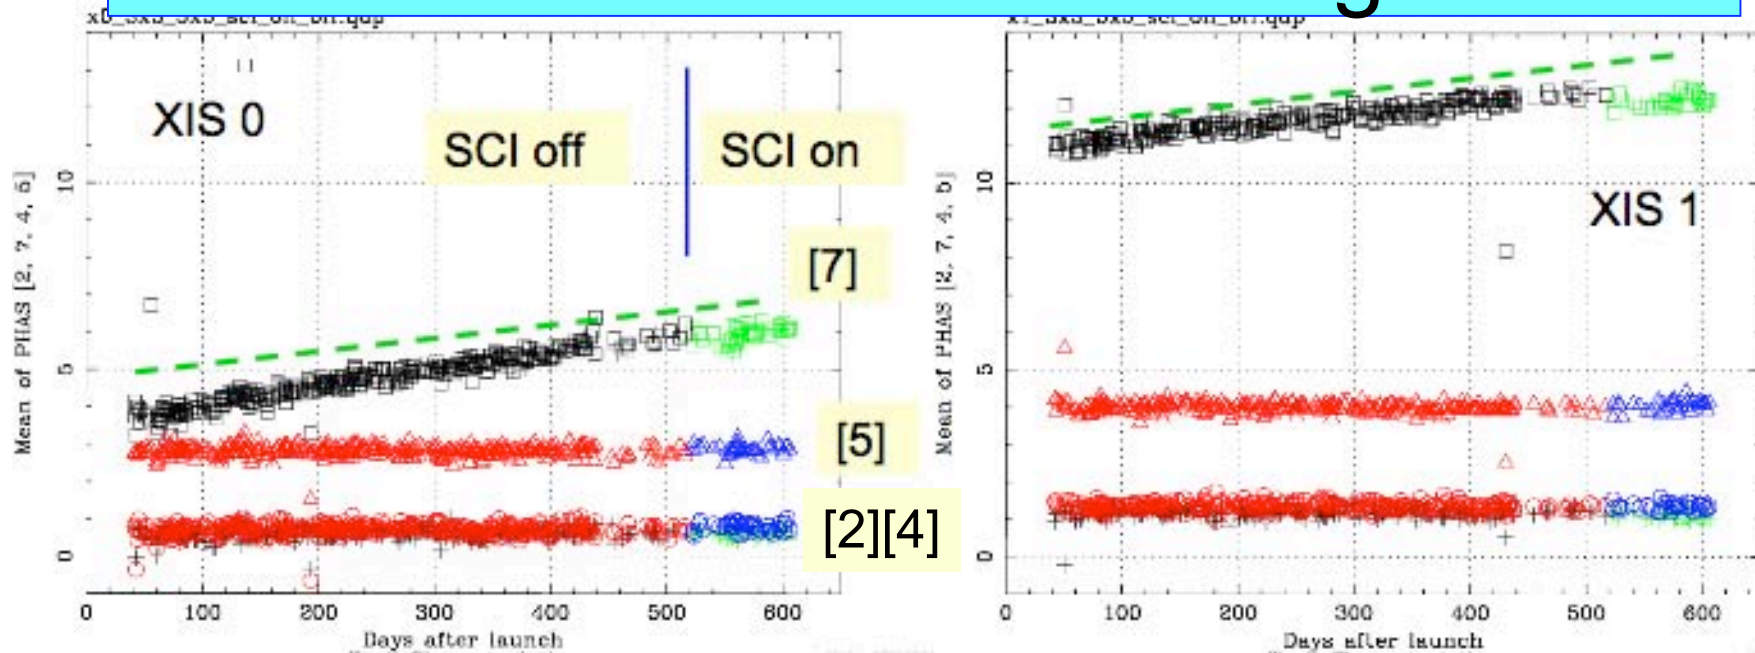 XIS 0
SCI off
SCI on
[7]
[5]
[2][4]
Mean of PHAS [2, 7, 4, 5]
10
5
0
0 100 200 300 400 500 600
Days after launch
XIS 1
Mean of PHAS [2, 7, 4, 5]
10
5
0
0 100 200 300 400 500 600
Days after launch